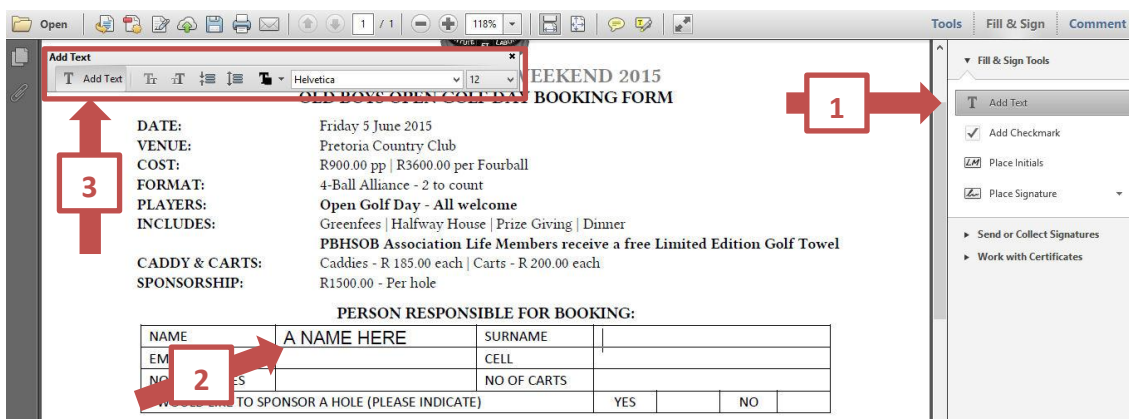 Open 1 / 1 118% Tools Fill & Sign Comment
Add Text
T Add Text Helvetica 12
WEEKEND 2015
OLD BOYS OPEN GOLF DAY BOOKING FORM
DATE: Friday 5 June 2015
VENUE: Pretoria Country Club
COST: R900.00 pp | R3600.00 per Fourball
FORMAT: 4-Ball Alliance - 2 to count
PLAYERS: Open Golf Day - All welcome
INCLUDES: Greenfees | Halfway House | Prize Giving | Dinner
PBHSOB Association Life Members receive a free Limited Edition Golf Towel
CADDY & CARTS: Caddies - R 185.00 each | Carts - R 200.00 each
SPONSORSHIP: R1500.00 - Per hole
PERSON RESPONSIBLE FOR BOOKING:
NAME A NAME HERE SURNAME
CELL
NO OF CARTS
TO SPONSOR A HOLE (PLEASE INDICATE) YES NO
1
2
3
Fill & Sign Tools
T Add Text
Add Checkmark
LM Place Initials
Place Signature
Send or Collect Signatures
Work with Certificates